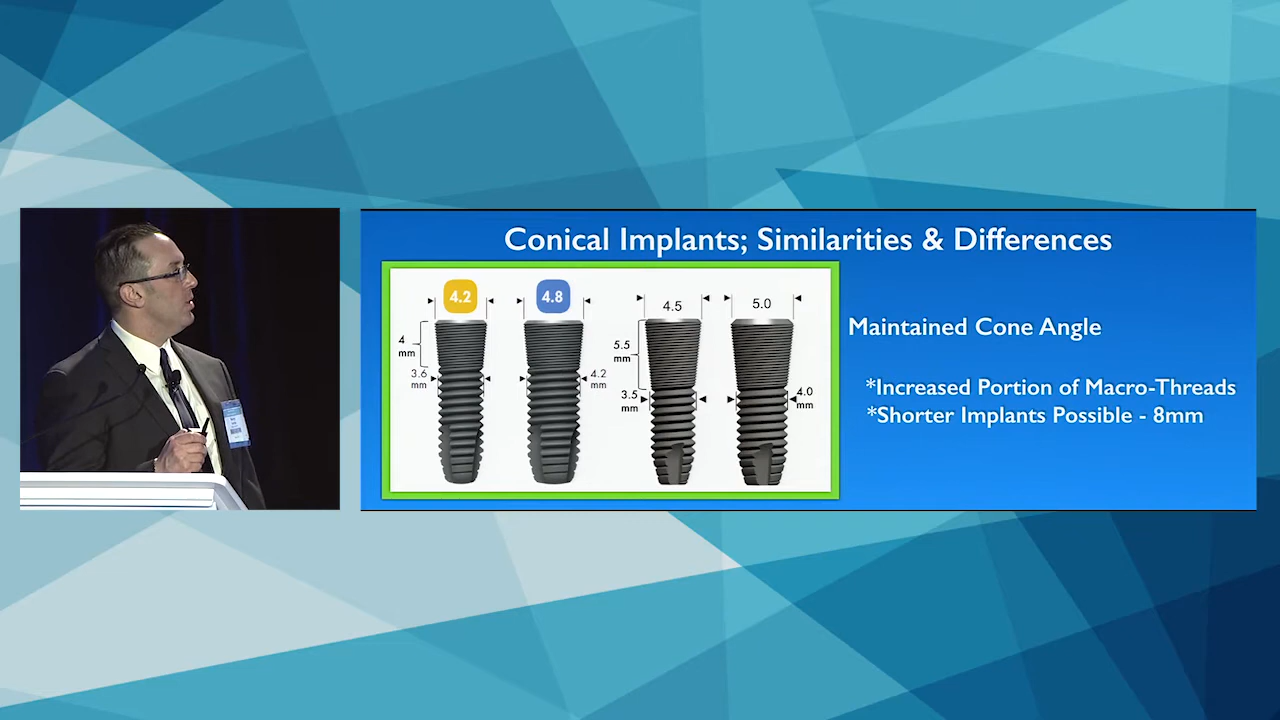 Conical Implants; Similarities & Differences
4.2
4.8
4.5
5.0
4
mm
5.5
mm
3.6
mm
4.2
mm
3.5
mm
4.0
mm
Maintained Cone Angle
*Increased Portion of Macro-Threads
*Shorter Implants Possible - 8mm